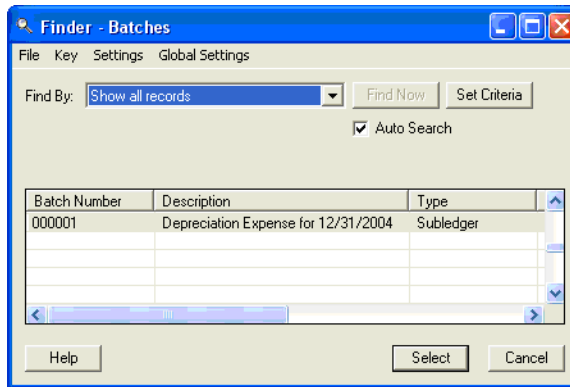 Finder - Batches
File Key Settings Global Settings
Find By: Show all records Find Now Set Criteria
Auto Search
Batch Number Description Type
000001 Depreciation Expense for 12/31/2004 Subledger
Help Select Cancel